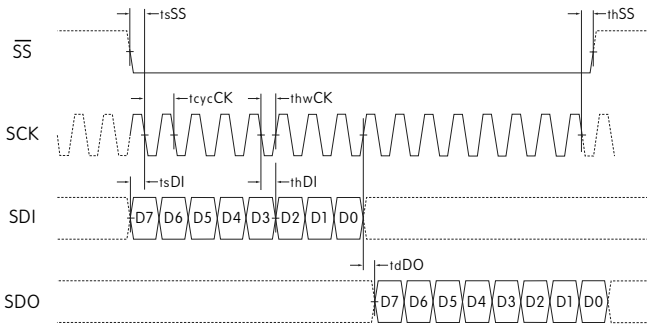 tsSS thSS
SS
tcycCK thwCK
SCK
tsDI thDI
SDI D7 D6 D5 D4 D3 D2 D1 D0
tdDO
SDO D7 D6 D5 D4 D3 D2 D1 D0